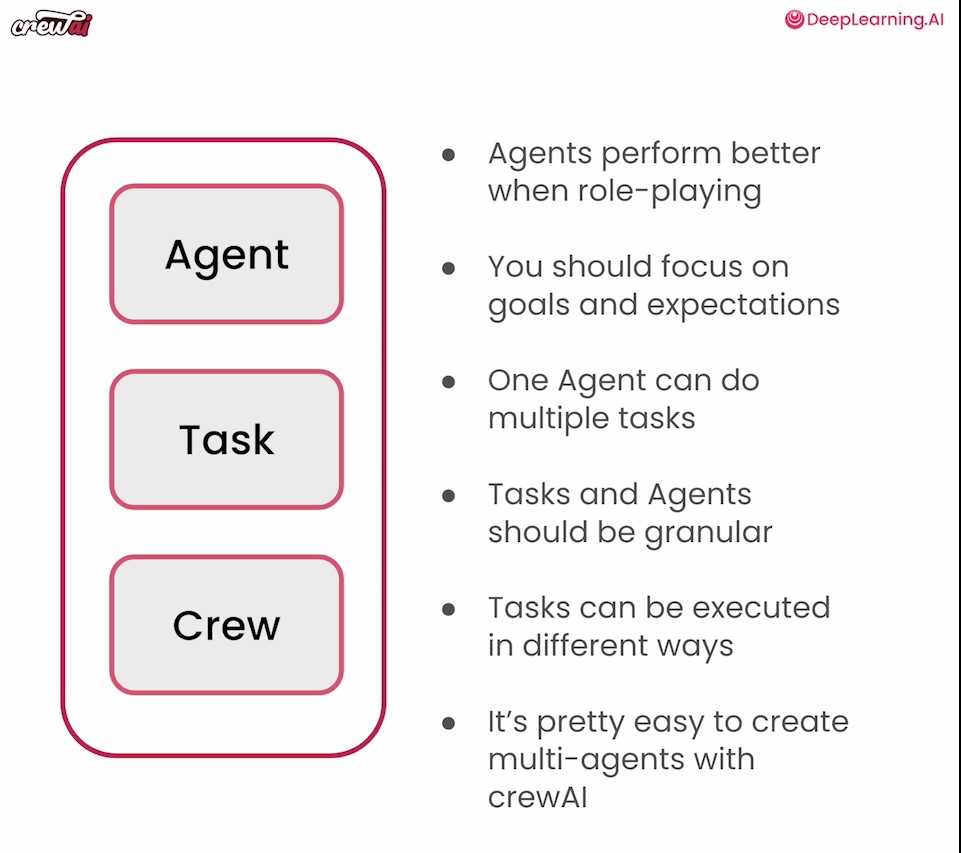 crewai
DeepLearning.AI
Agent
Task
Crew
● Agents perform better
when role-playing
● You should focus on
goals and expectations
● One Agent can do
multiple tasks
● Tasks and Agents
should be granular
● Tasks can be executed
in different ways
● It’s pretty easy to create
multi-agents with
crewAI